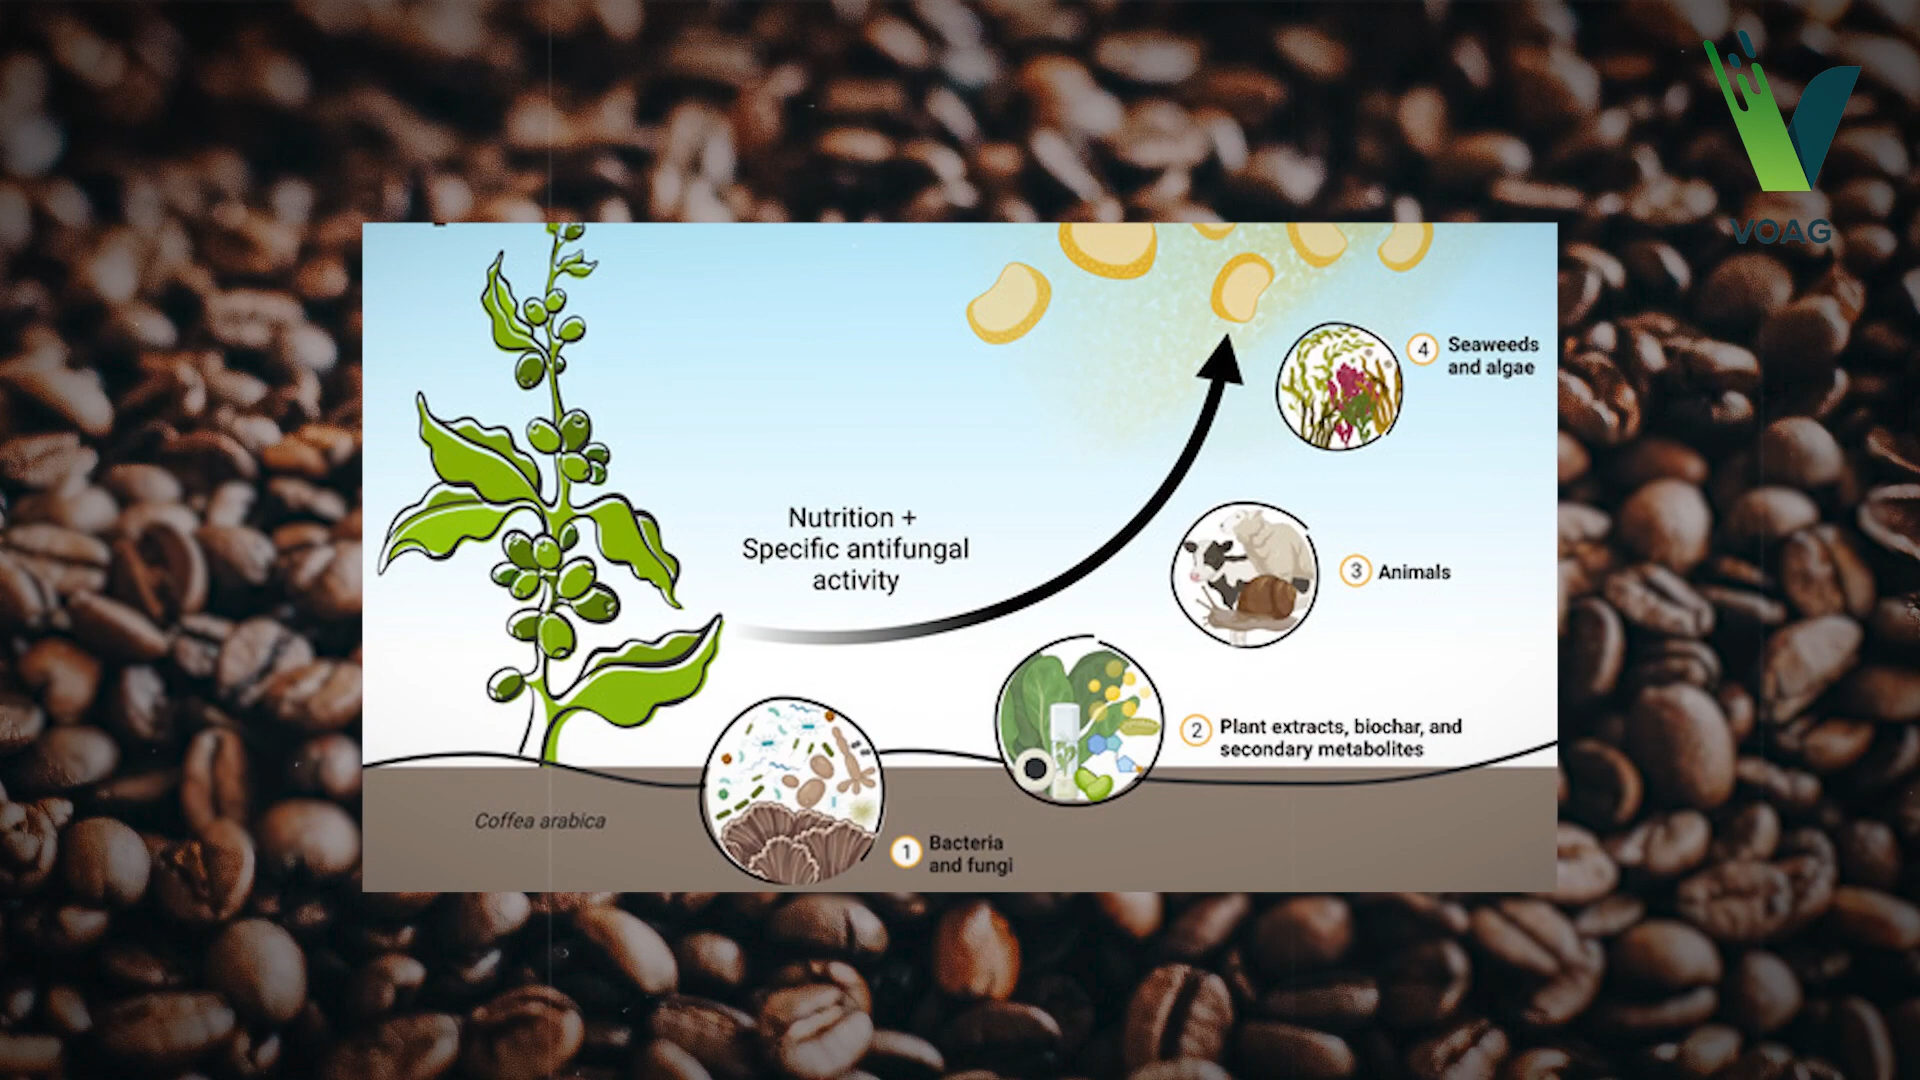 VOAG
Nutrition +
Specific antifungal
activity
4
Seaweeds
and algae
3
Animals
2
Plant extracts, biochar, and
secondary metabolites
1
Bacteria
and fungi
Coffea arabica